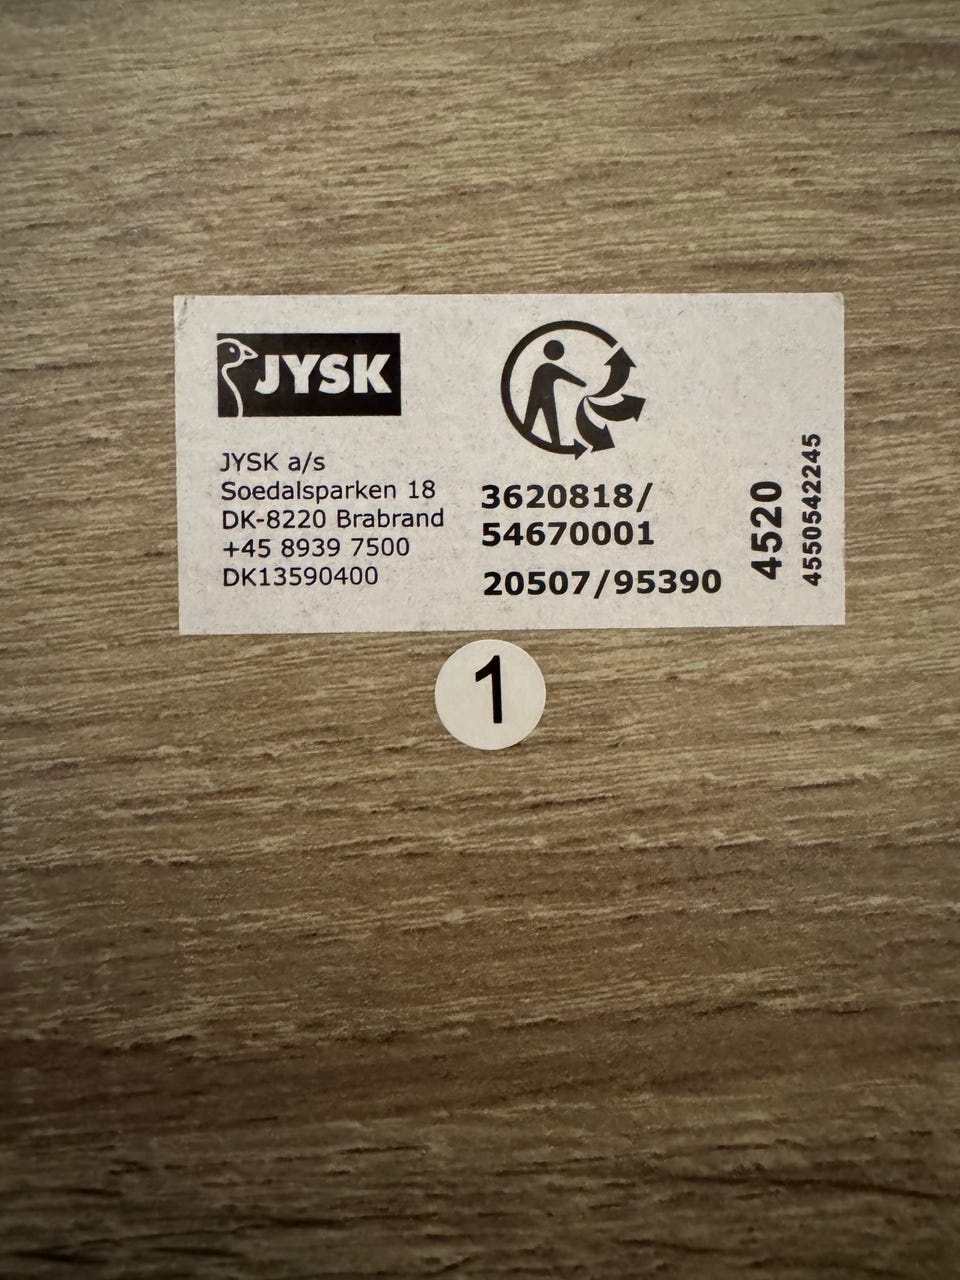 JYSK
JYSK a/s
Soedalsparken 18
DK-8220 Brabrand
+45 8939 7500
DK13590400
3620818/
54670001
20507/95390
4520
4550542245
1